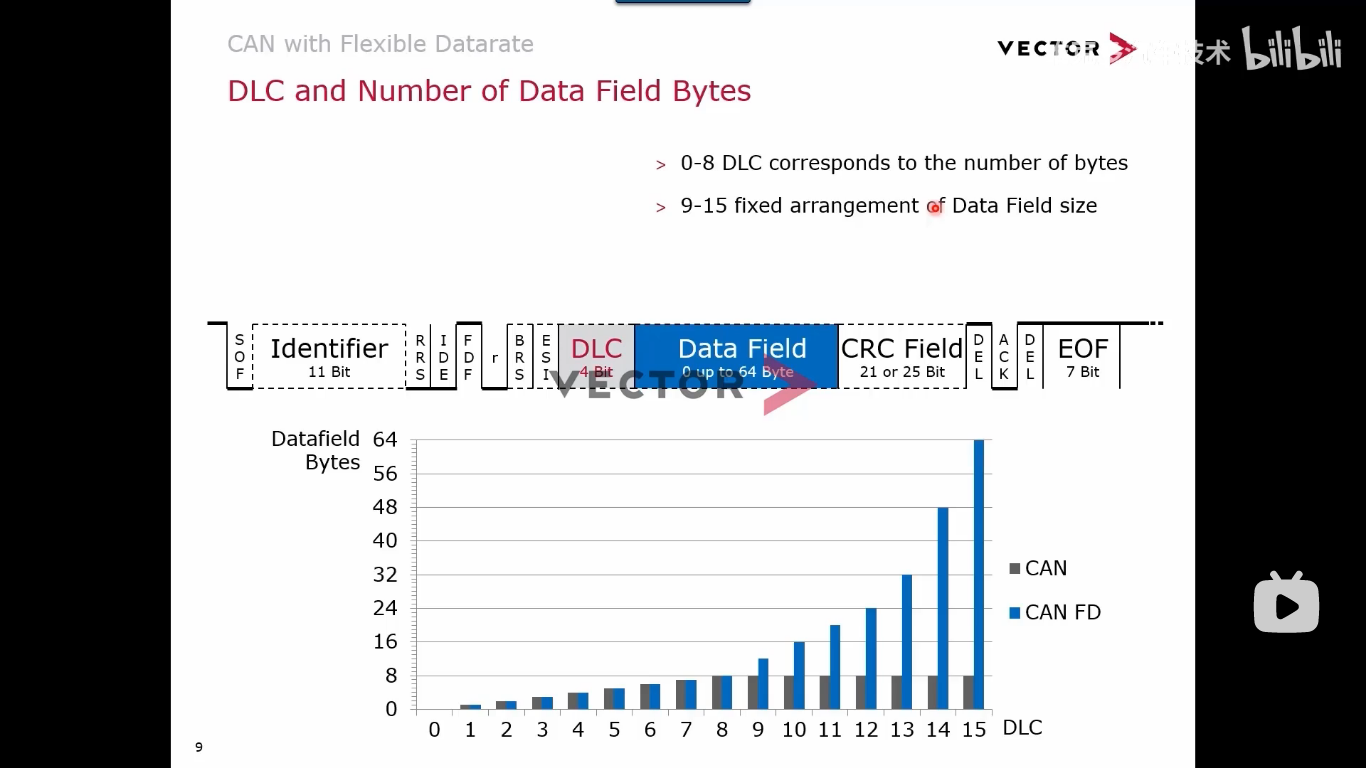 CAN with Flexible Datarate
VECTOR
技术 bilibili
DLC and Number of Data Field Bytes
> 0-8 DLC corresponds to the number of bytes
> 9-15 fixed arrangement of Data Field size
SOF
Identifier
11 Bit
RRS
IDE
FDF
r
BRS
ESI
DLC
4 Bit
Data Field
0 up to 64 Byte
CRC Field
21 or 25 Bit
DEL
ACK
DEL
EOF
7 Bit
VECTOR
Datafield
Bytes
64
56
48
40
32
24
16
8
0
CAN
CAN FD
0 1 2 3 4 5 6 7 8 9 10 11 12 13 14 15 DLC
9